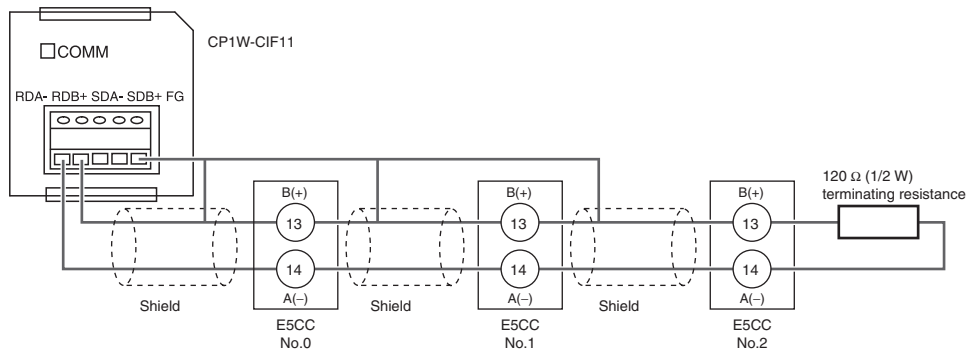 CP1W-CIF11
COMM
RDA- RDB+ SDA- SDB+ FG
120 Ω (1/2 W)
terminating resistance
B(+)
B(+)
B(+)
13
13
13
14
14
14
A(−)
A(−)
A(−)
Shield
Shield
Shield
E5CC
No.0
E5CC
No.1
E5CC
No.2